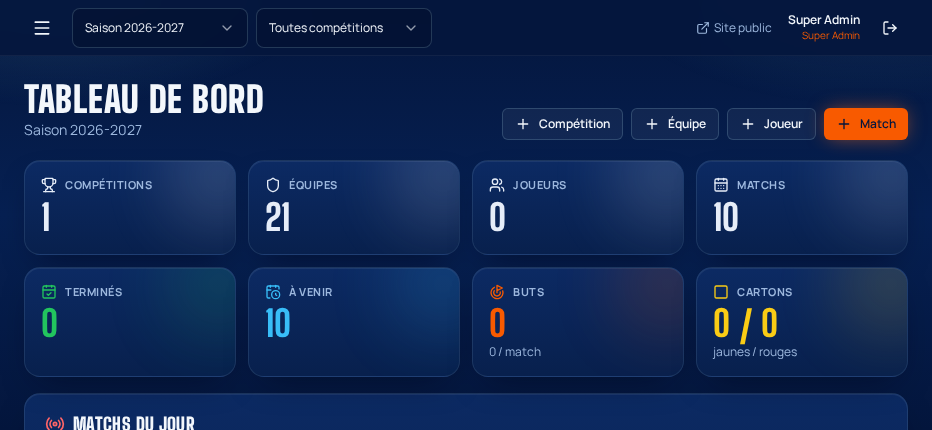 Saison 2026-2027
Toutes compétitions
Site public
Super Admin
Super Admin
TABLEAU DE BORD
Saison 2026-2027
Compétition
Équipe
Joueur
Match
COMPÉTITIONS
1
ÉQUIPES
21
JOUEURS
0
MATCHS
10
TERMINÉS
0
À VENIR
10
BUTS
0
0 / match
CARTONS
0 / 0
jaunes / rouges
MATCHS DU JOUR